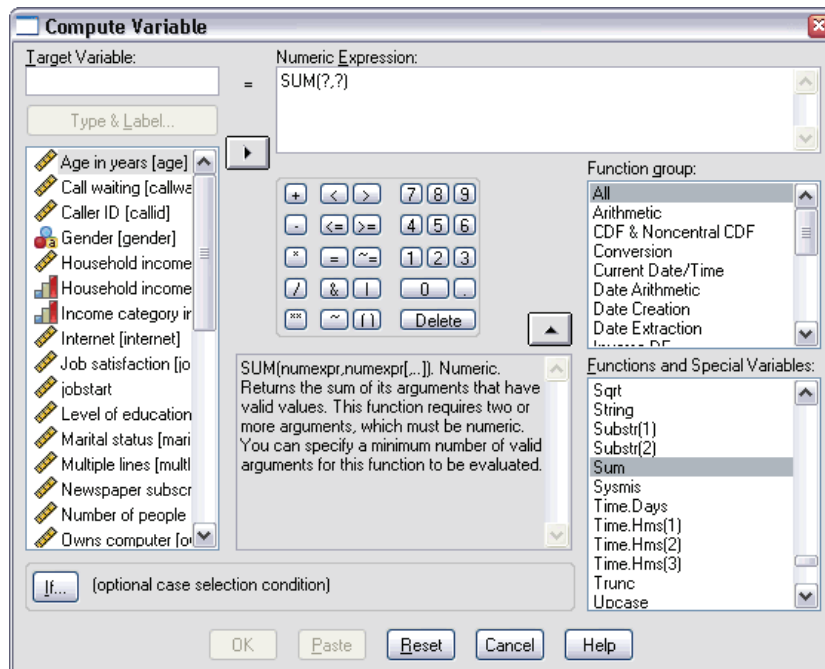 Compute Variable
Target Variable:
Numeric Expression:
=
SUM(?,?)
Type & Label...
Age in years [age]
Call waiting [callwa
Caller ID [callid]
Gender [gender]
Household income
Household income
Income category ir
Internet [internet]
Job satisfaction [jo
jobstart
Level of education
Marital status [mari
Multiple lines [multl
Newspaper subscr
Number of people
Owns computer [o
+ < > 7 8 9
- <= >= 4 5 6
* = ~= 1 2 3
/ & | 0 .
** ~ ( ) Delete
Function group:
All
Arithmetic
CDF & Noncentral CDF
Conversion
Current Date/Time
Date Arithmetic
Date Creation
Date Extraction
Inverse DF
SUM(numexpr,numexpr[,..]). Numeric.
Returns the sum of its arguments that have
valid values. This function requires two or
more arguments, which must be numeric.
You can specify a minimum number of valid
arguments for this function to be evaluated.
Functions and Special Variables:
Sqrt
String
Substr(1)
Substr(2)
Sum
Sysmis
Time.Days
Time.Hms(1)
Time.Hms(2)
Time.Hms(3)
Trunc
Upcase
If... (optional case selection condition)
OK Paste Reset Cancel Help